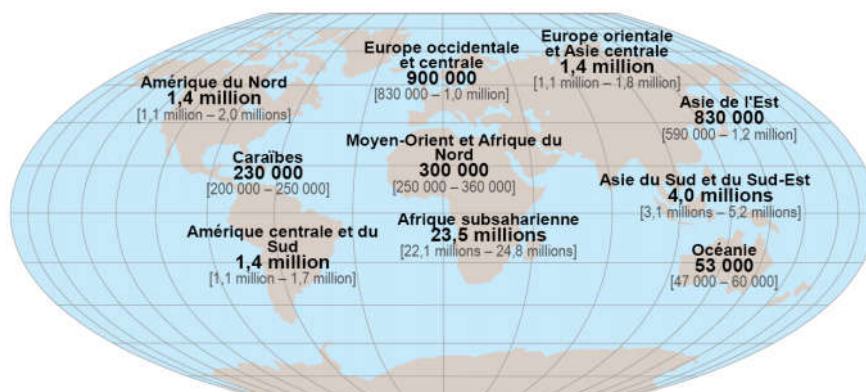 Europe occidentale
et centrale
900 000
[830 000 – 1,0 million]
Europe orientale
et Asie centrale
1,4 million
[1,1 million – 1,8 million]
Amérique du Nord
1,4 million
[1,1 million – 2,0 millions]
Asie de l'Est
830 000
[590 000 – 1,2 million]
Caraïbes
230 000
[200 000 – 250 000]
Moyen-Orient et Afrique du
Nord
300 000
[250 000 – 360 000]
Asie du Sud et du Sud-Est
4,0 millions
[3,1 millions – 5,2 millions]
Amérique centrale et du
Sud
1,4 million
[1,1 million – 1,7 million]
Afrique subsaharienne
23,5 millions
[22,1 millions – 24,8 millions]
Océanie
53 000
[47 000 – 60 000]